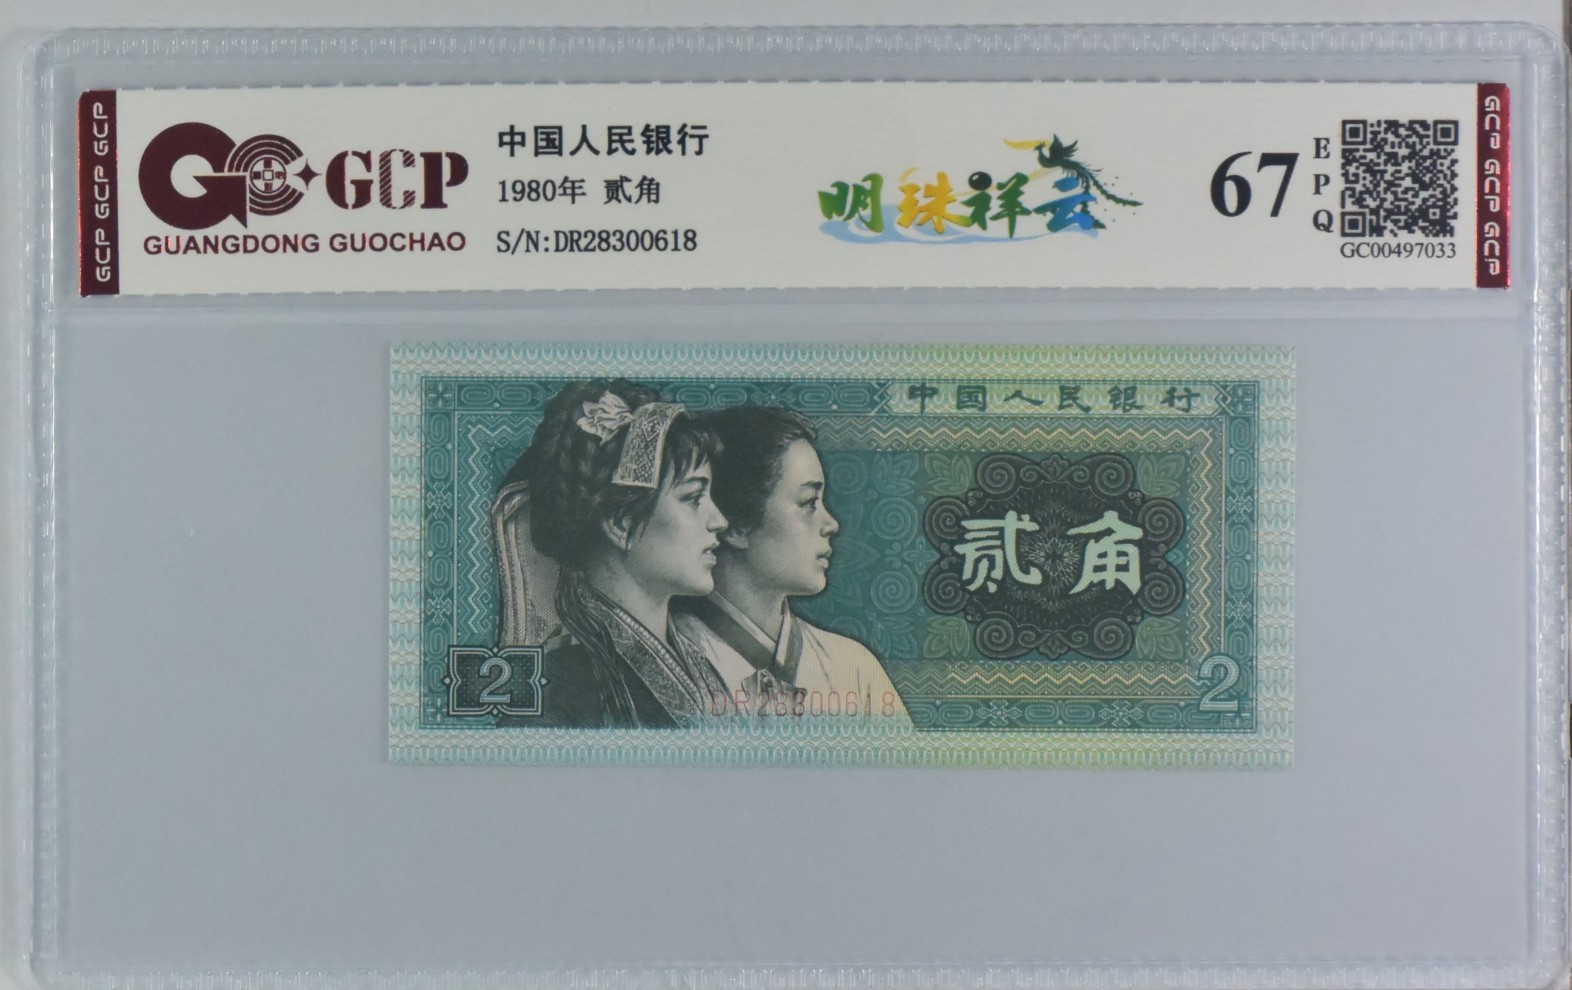 GCP GCP GCP
GCP
GUANGDONG GUOCHAO
中国人民银行
1980年 贰角
S/N:DR28300618
明珠祥云
67
EPQ
GC00497033
GCP GCP GCP
中国人民银行
贰角
2
2
DR28300618